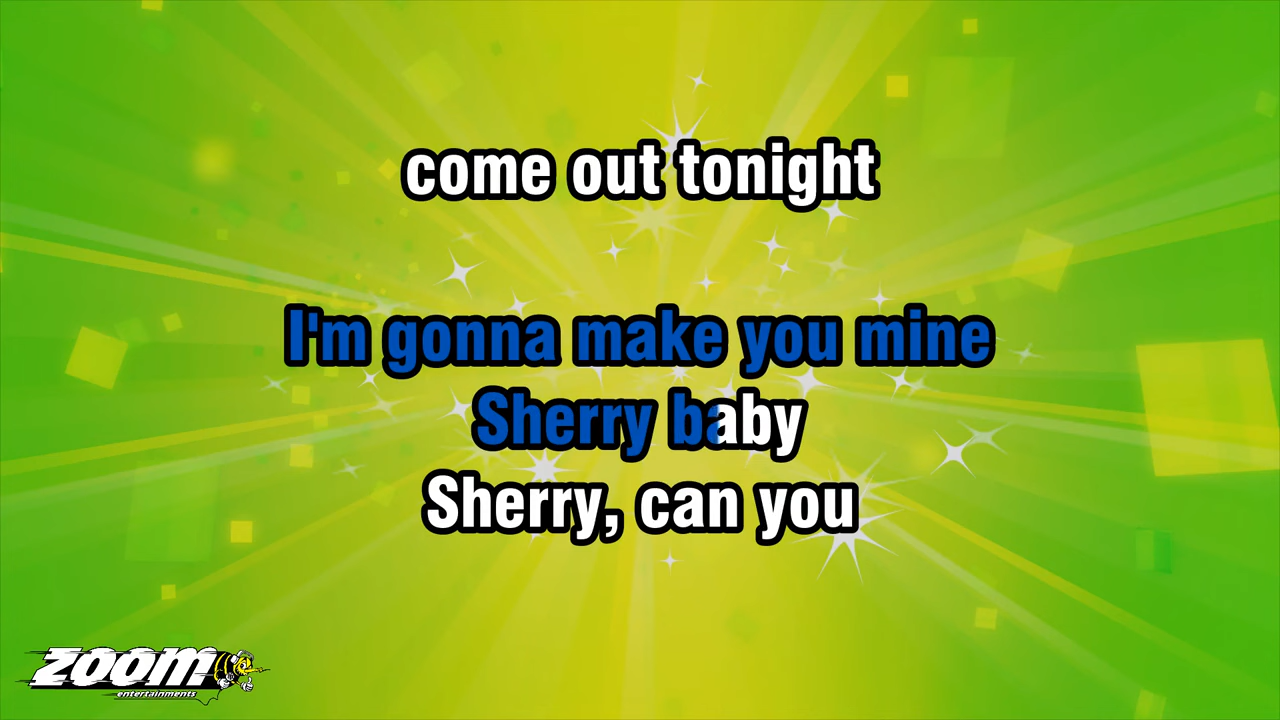 come out tonight
I'm gonna make you mine
Sherry baby
Sherry, can you
ZOOM
entertainments